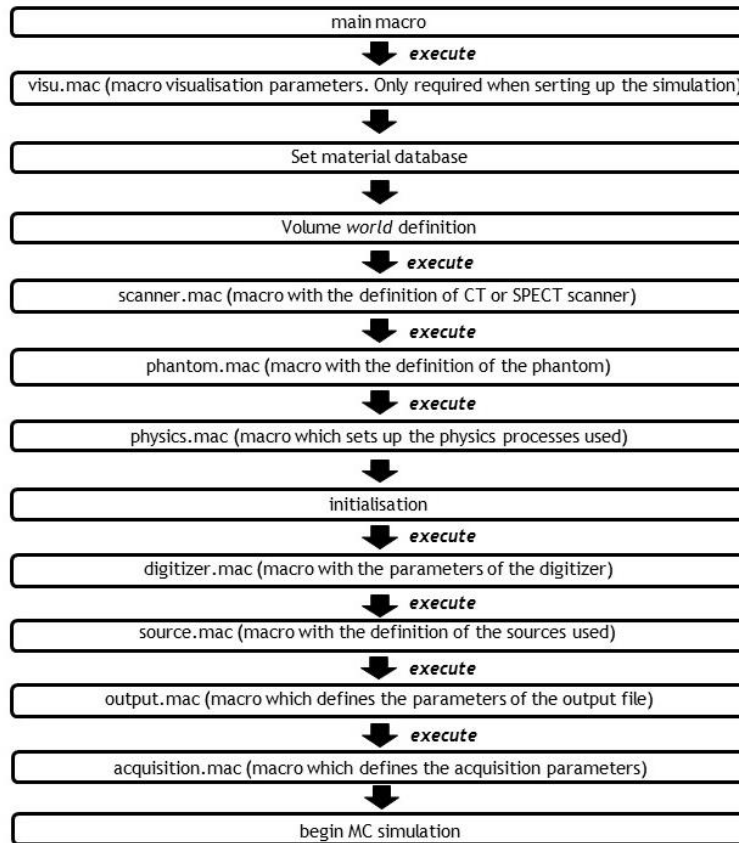 main macro
execute
visu.mac (macro visualisation parameters. Only required when serting up the simulation)
Set material database
Volume world definition
execute
scanner.mac (macro with the definition of CT or SPECT scanner)
execute
phantom.mac (macro with the definition of the phantom)
execute
physics.mac (macro which sets up the physics processes used)
initialisation
execute
digitizer.mac (macro with the parameters of the digitizer)
execute
source.mac (macro with the definition of the sources used)
execute
output.mac (macro which defines the parameters of the output file)
execute
acquisition.mac (macro which defines the acquisition parameters)
begin MC simulation